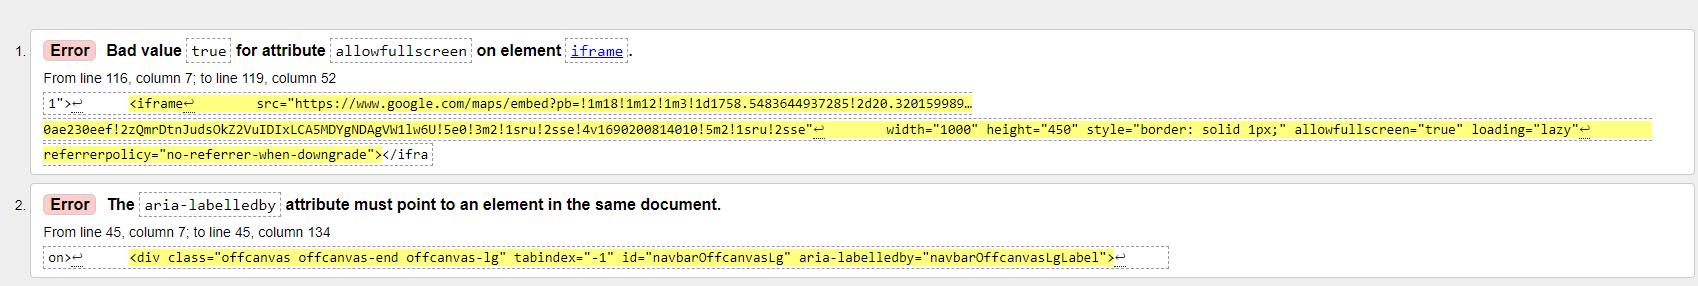 1. Error Bad value true for attribute allowfullscreen on element iframe.
From line 116, column 7; to line 119, column 52
1">↩ <iframe↩ src="https://www.google.com/maps/embed?pb=!1m18!1m12!1m3!1d1758.5483644937285!2d20.320159989…
0ae230eef!2zQmrDtnJudsOkZ2VuIDIxLCA5MDYgNDAgVW1lw6U!5e0!3m2!1sru!2sse!4v1690200814010!5m2!1sru!2sse"↩ width="1000" height="450" style="border: solid 1px;" allowfullscreen="true" loading="lazy"↩
referrerpolicy="no-referrer-when-downgrade"></ifra
2. Error The aria-labelledby attribute must point to an element in the same document.
From line 45, column 7; to line 45, column 134
on>↩ <div class="offcanvas offcanvas-end offcanvas-lg" tabindex="-1" id="navbarOffcanvasLg" aria-labelledby="navbarOffcanvasLgLabel">↩